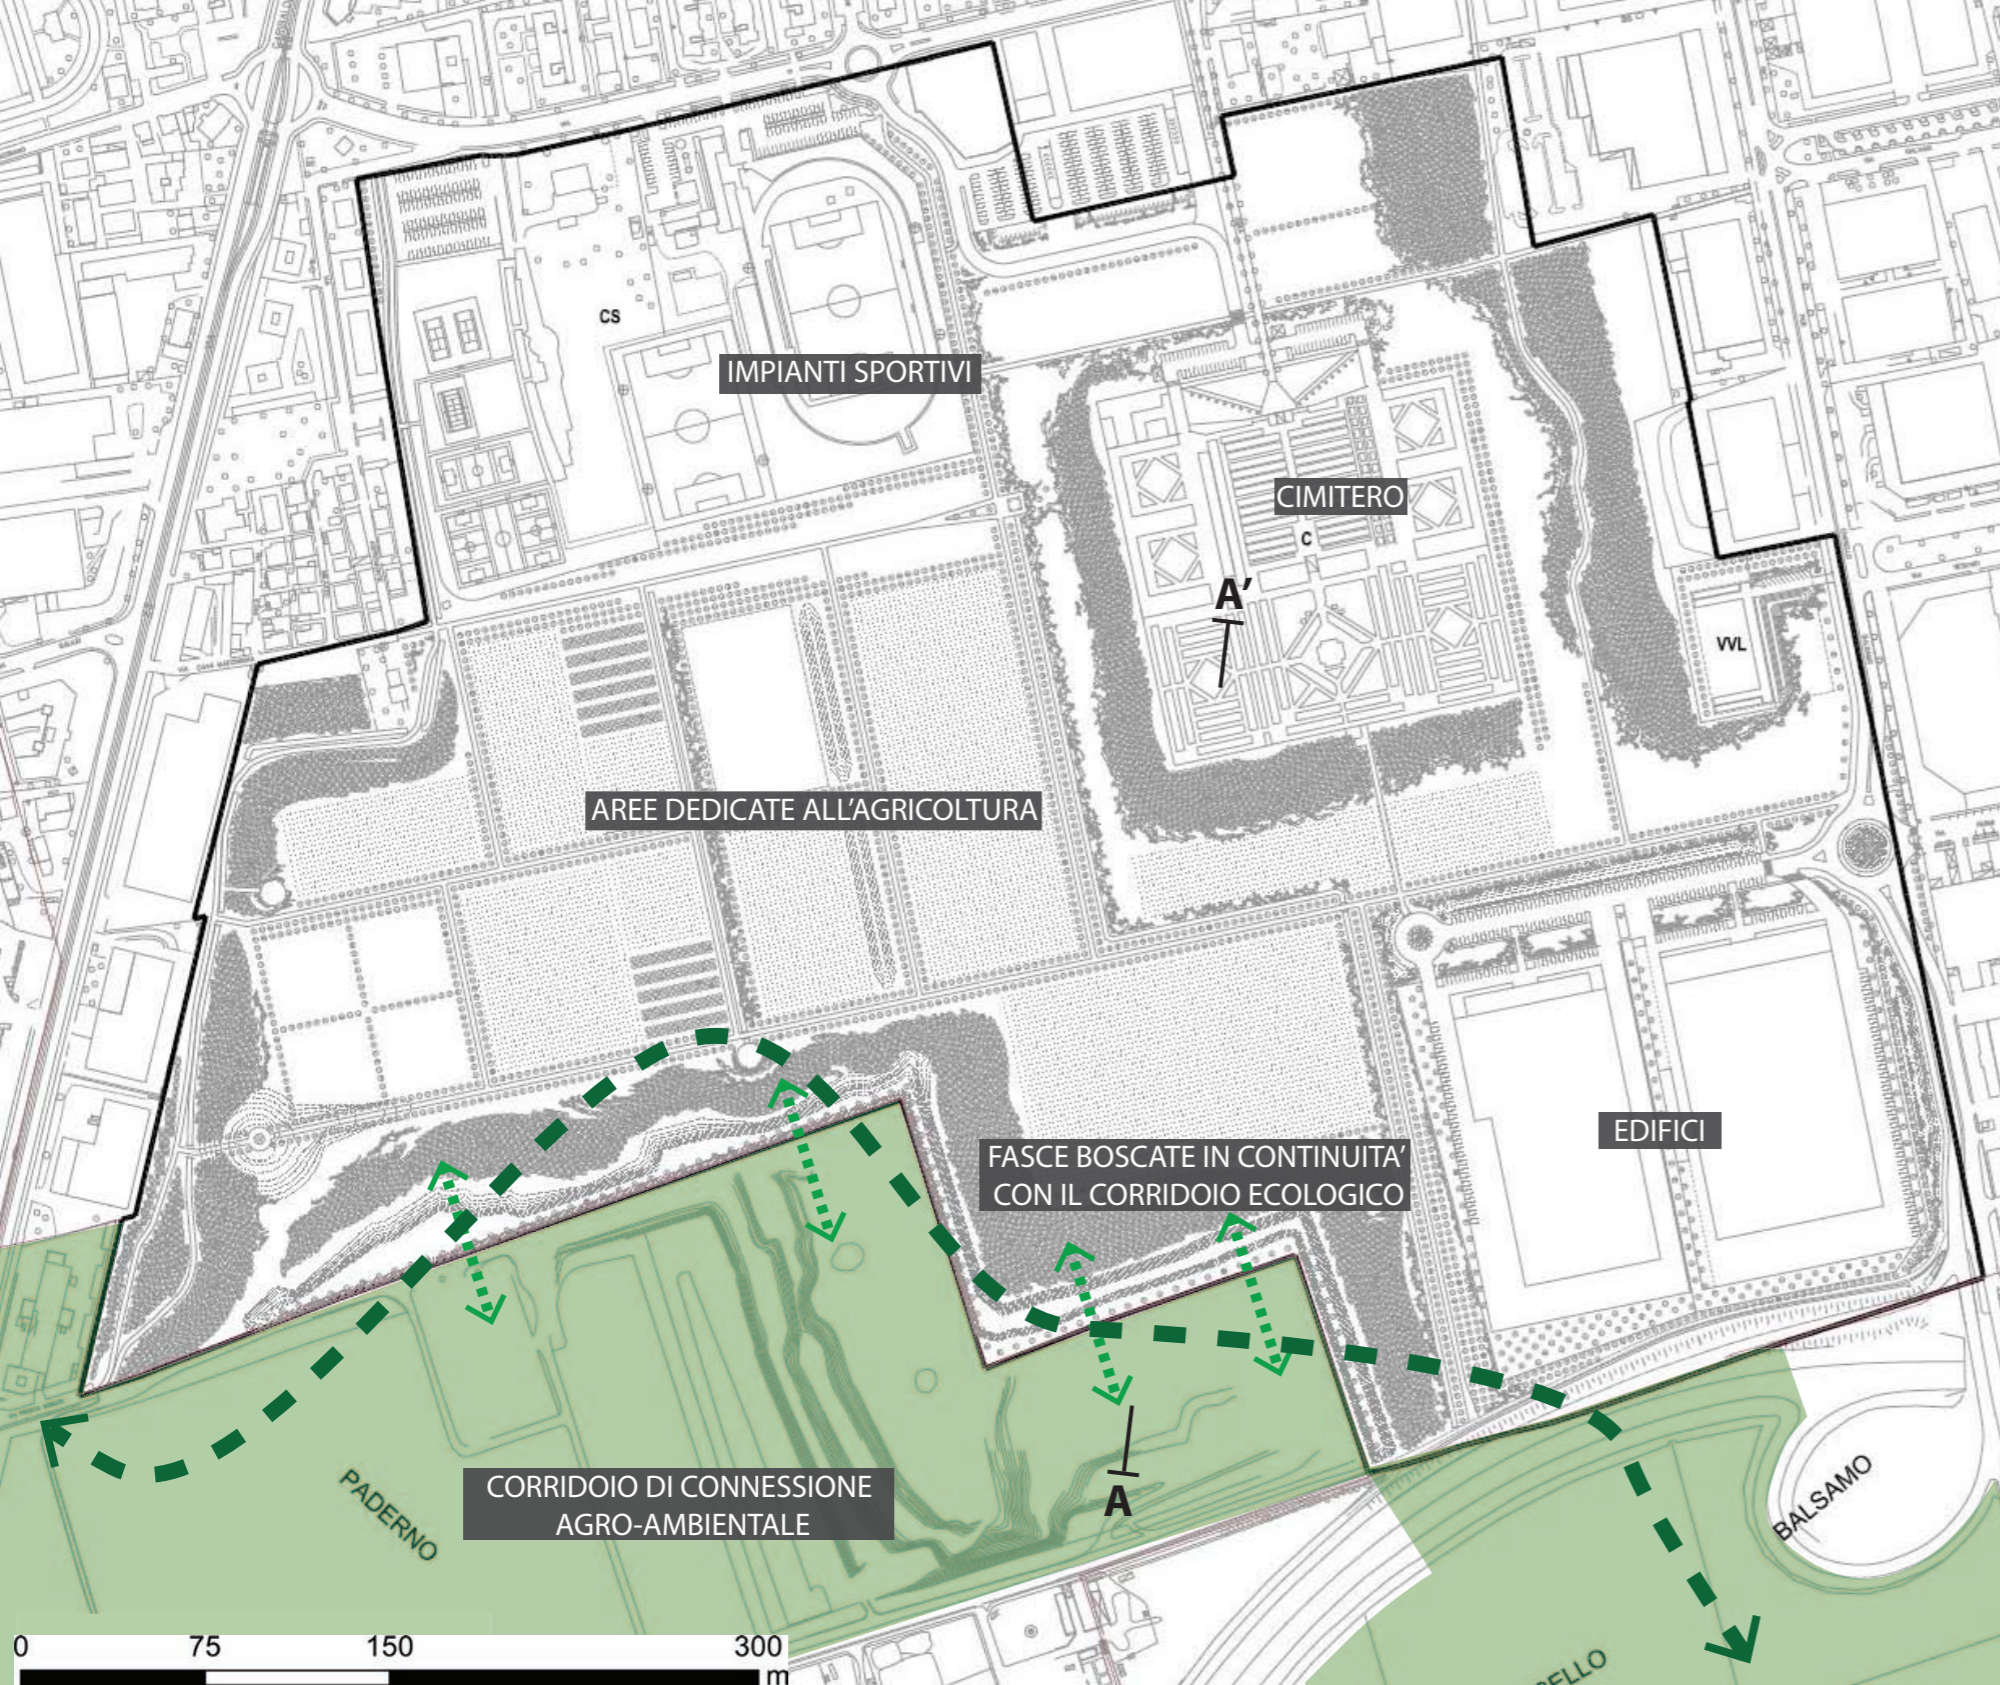 CS
IMPIANTI SPORTIVI
CIMITERO
C
A'
VVL
AREE DEDICATE ALL'AGRICOLTURA
EDIFICI
FASCE BOSCATE IN CONTINUITA'
CON IL CORRIDOIO ECOLOGICO
CORRIDOIO DI CONNESSIONE
AGRO-AMBIENTALE
A
PADERNO
BALSAMO
0 75 150 300
m